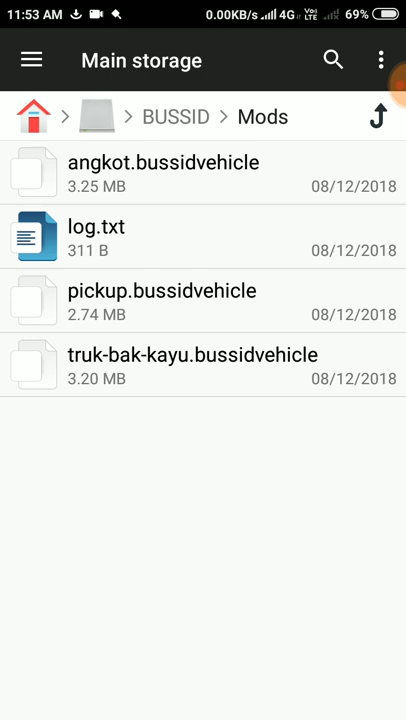 11:53 AM 0.00KB/s 4G Vo) LTE 69%
Main storage
BUSSID Mods
angkot.bussidvehicle
3.25 MB 08/12/2018
log.txt
311 B 08/12/2018
pickup.bussidvehicle
2.74 MB 08/12/2018
truk-bak-kayu.bussidvehicle
3.20 MB 08/12/2018